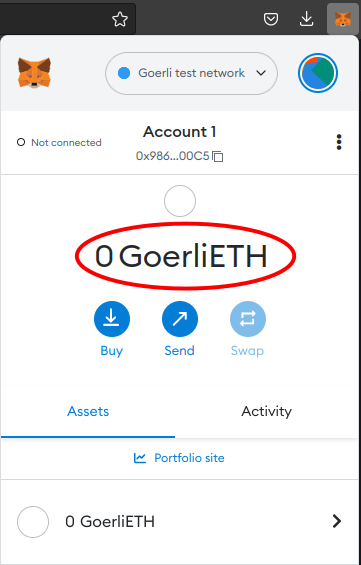 Goerli test network
Not connected
Account 1
0x986...00C5
0 GoerliETH
Buy
Send
Swap
Assets
Activity
Portfolio site
0 GoerliETH